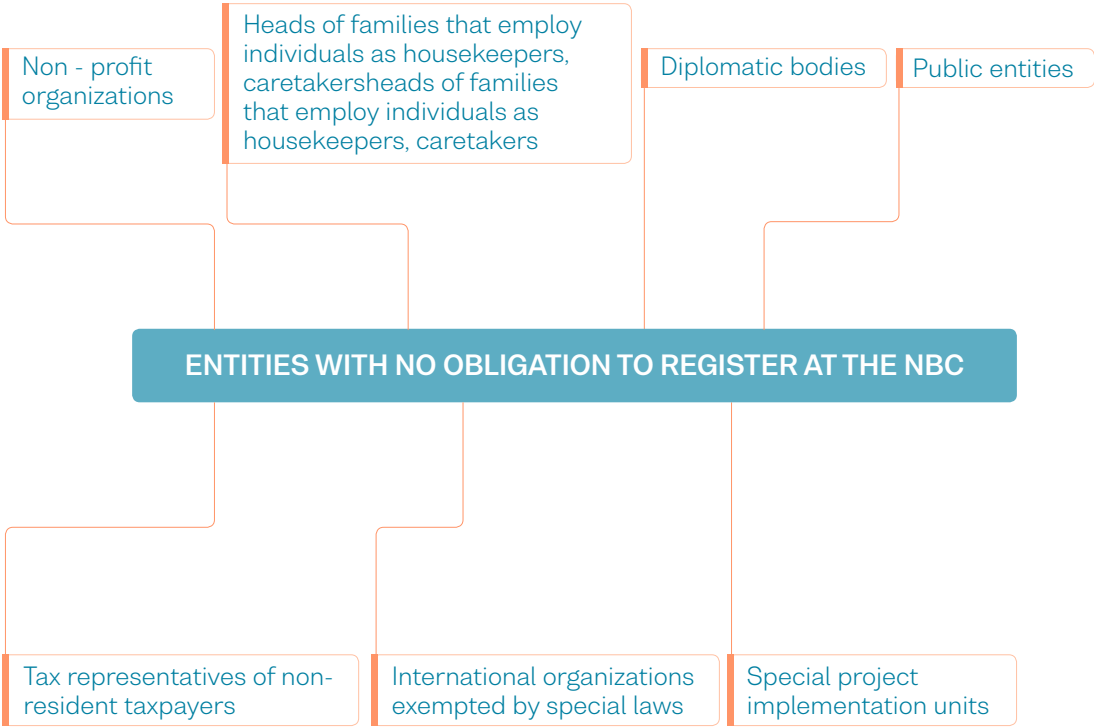 Non - profit
organizations
Heads of families that employ
individuals as housekeepers,
caretakersheads of families
that employ individuals as
housekeepers, caretakers
Diplomatic bodies
Public entities
ENTITIES WITH NO OBLIGATION TO REGISTER AT THE NBC
Tax representatives of non-
resident taxpayers
International organizations
exempted by special laws
Special project
implementation units